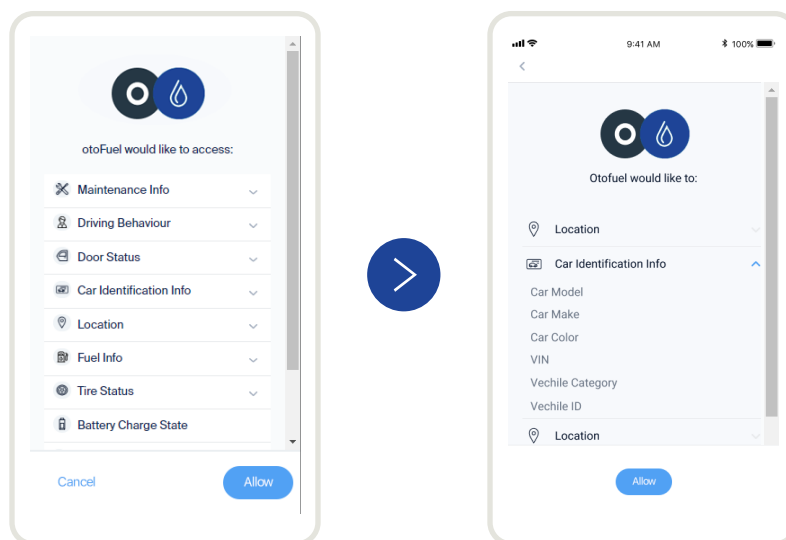 otoFuel would like to access:
Maintenance Info
Driving Behaviour
Door Status
Car Identification Info
Location
Fuel Info
Tire Status
Battery Charge State
Cancel
Allow
9:41 AM
100%
Otofuel would like to:
Location
Car Identification Info
Car Model
Car Make
Car Color
VIN
Vechile Category
Vechile ID
Location
Allow